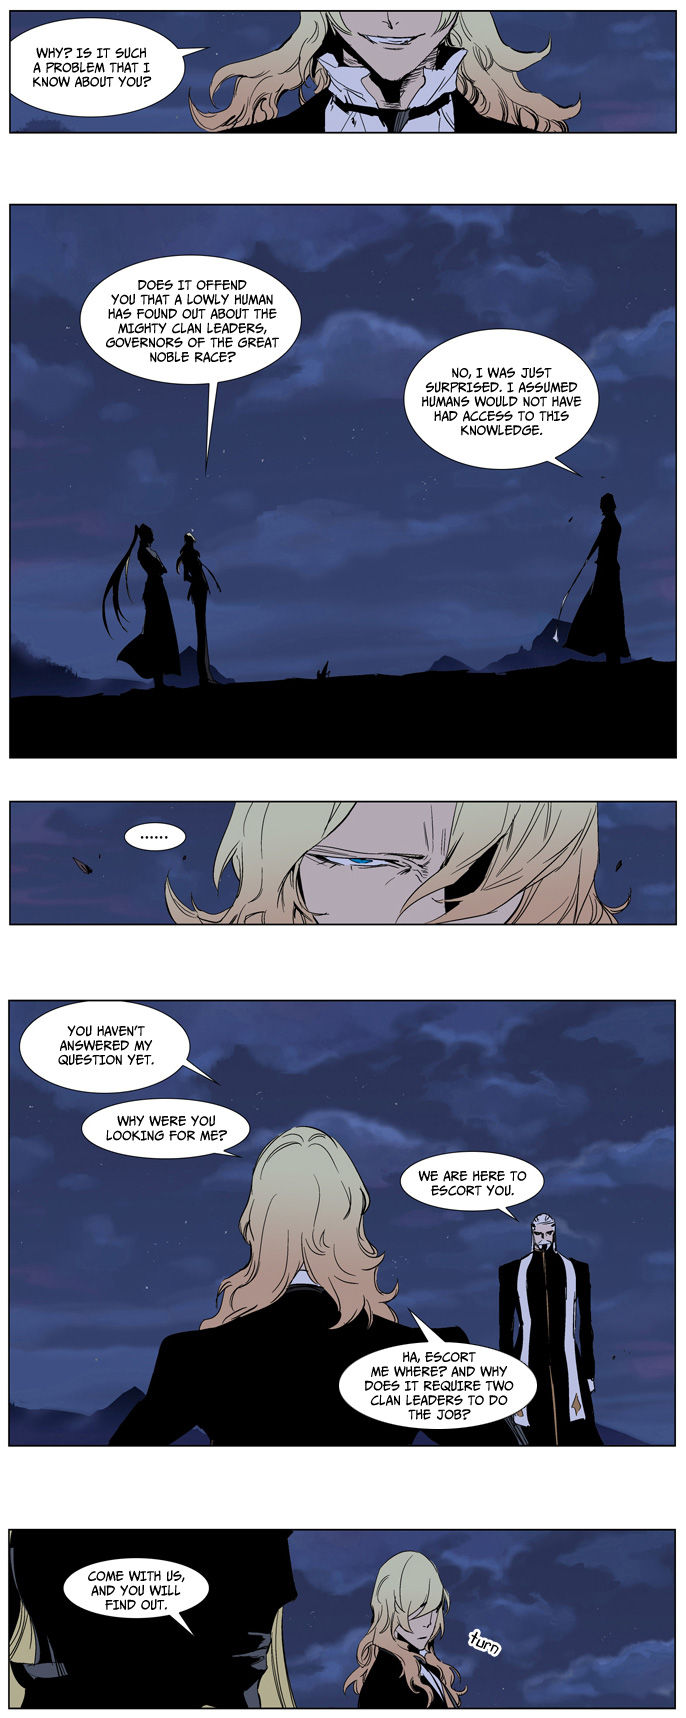 WHY? IS IT SUCH
A PROBLEM THAT I
KNOW ABOUT YOU?
DOES IT OFFEND
YOU THAT A LOWLY HUMAN
HAS FOUND OUT ABOUT THE
MIGHTY CLAN LEADERS,
GOVERNORS OF THE GREAT
NOBLE RACE?
NO, I WAS JUST
SURPRISED. I ASSUMED
HUMANS WOULD NOT HAVE
HAD ACCESS TO THIS
KNOWLEDGE.
......
YOU HAVEN'T
ANSWERED MY
QUESTION YET.
WHY WERE YOU
LOOKING FOR ME?
WE ARE HERE TO
ESCORT YOU.
HA, ESCORT
ME WHERE? AND WHY
DOES IT REQUIRE TWO
CLAN LEADERS TO DO
THE JOB?
COME WITH US,
AND YOU WILL
FIND OUT.
turn